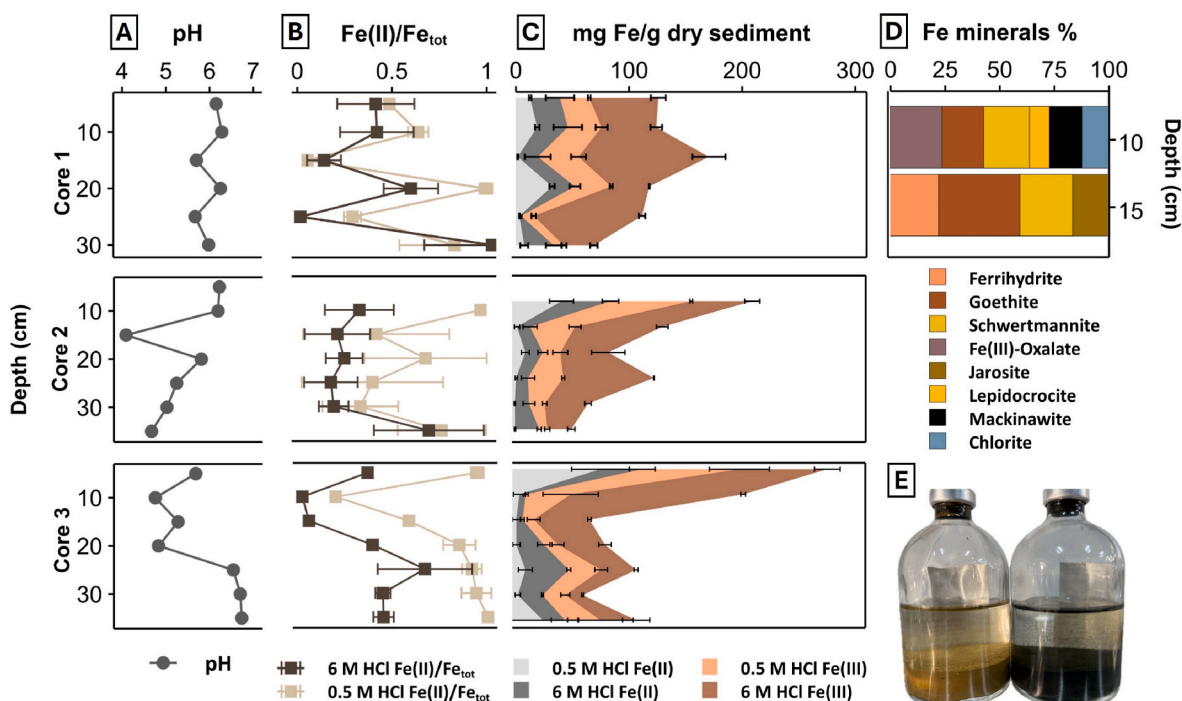 A pH
B Fe(II)/Fetot
C mg Fe/g dry sediment
D Fe minerals %
4 5 6 7
0 0.5 1
0 100 200 300
0 25 50 75 100
Core 1
10
15
20
25
30
10
15
Depth (cm)
Depth (cm)
Core 2
10
20
30
Core 3
10
20
30
Ferrihydrite
Goethite
Schwertmannite
Fe(III)-Oxalate
Jarosite
Lepidocrocite
Mackinawite
Chlorite
E
pH
6 M HCl Fe(II)/Fetot
0.5 M HCl Fe(II)/Fetot
0.5 M HCl Fe(II)
6 M HCl Fe(II)
0.5 M HCl Fe(III)
6 M HCl Fe(III)